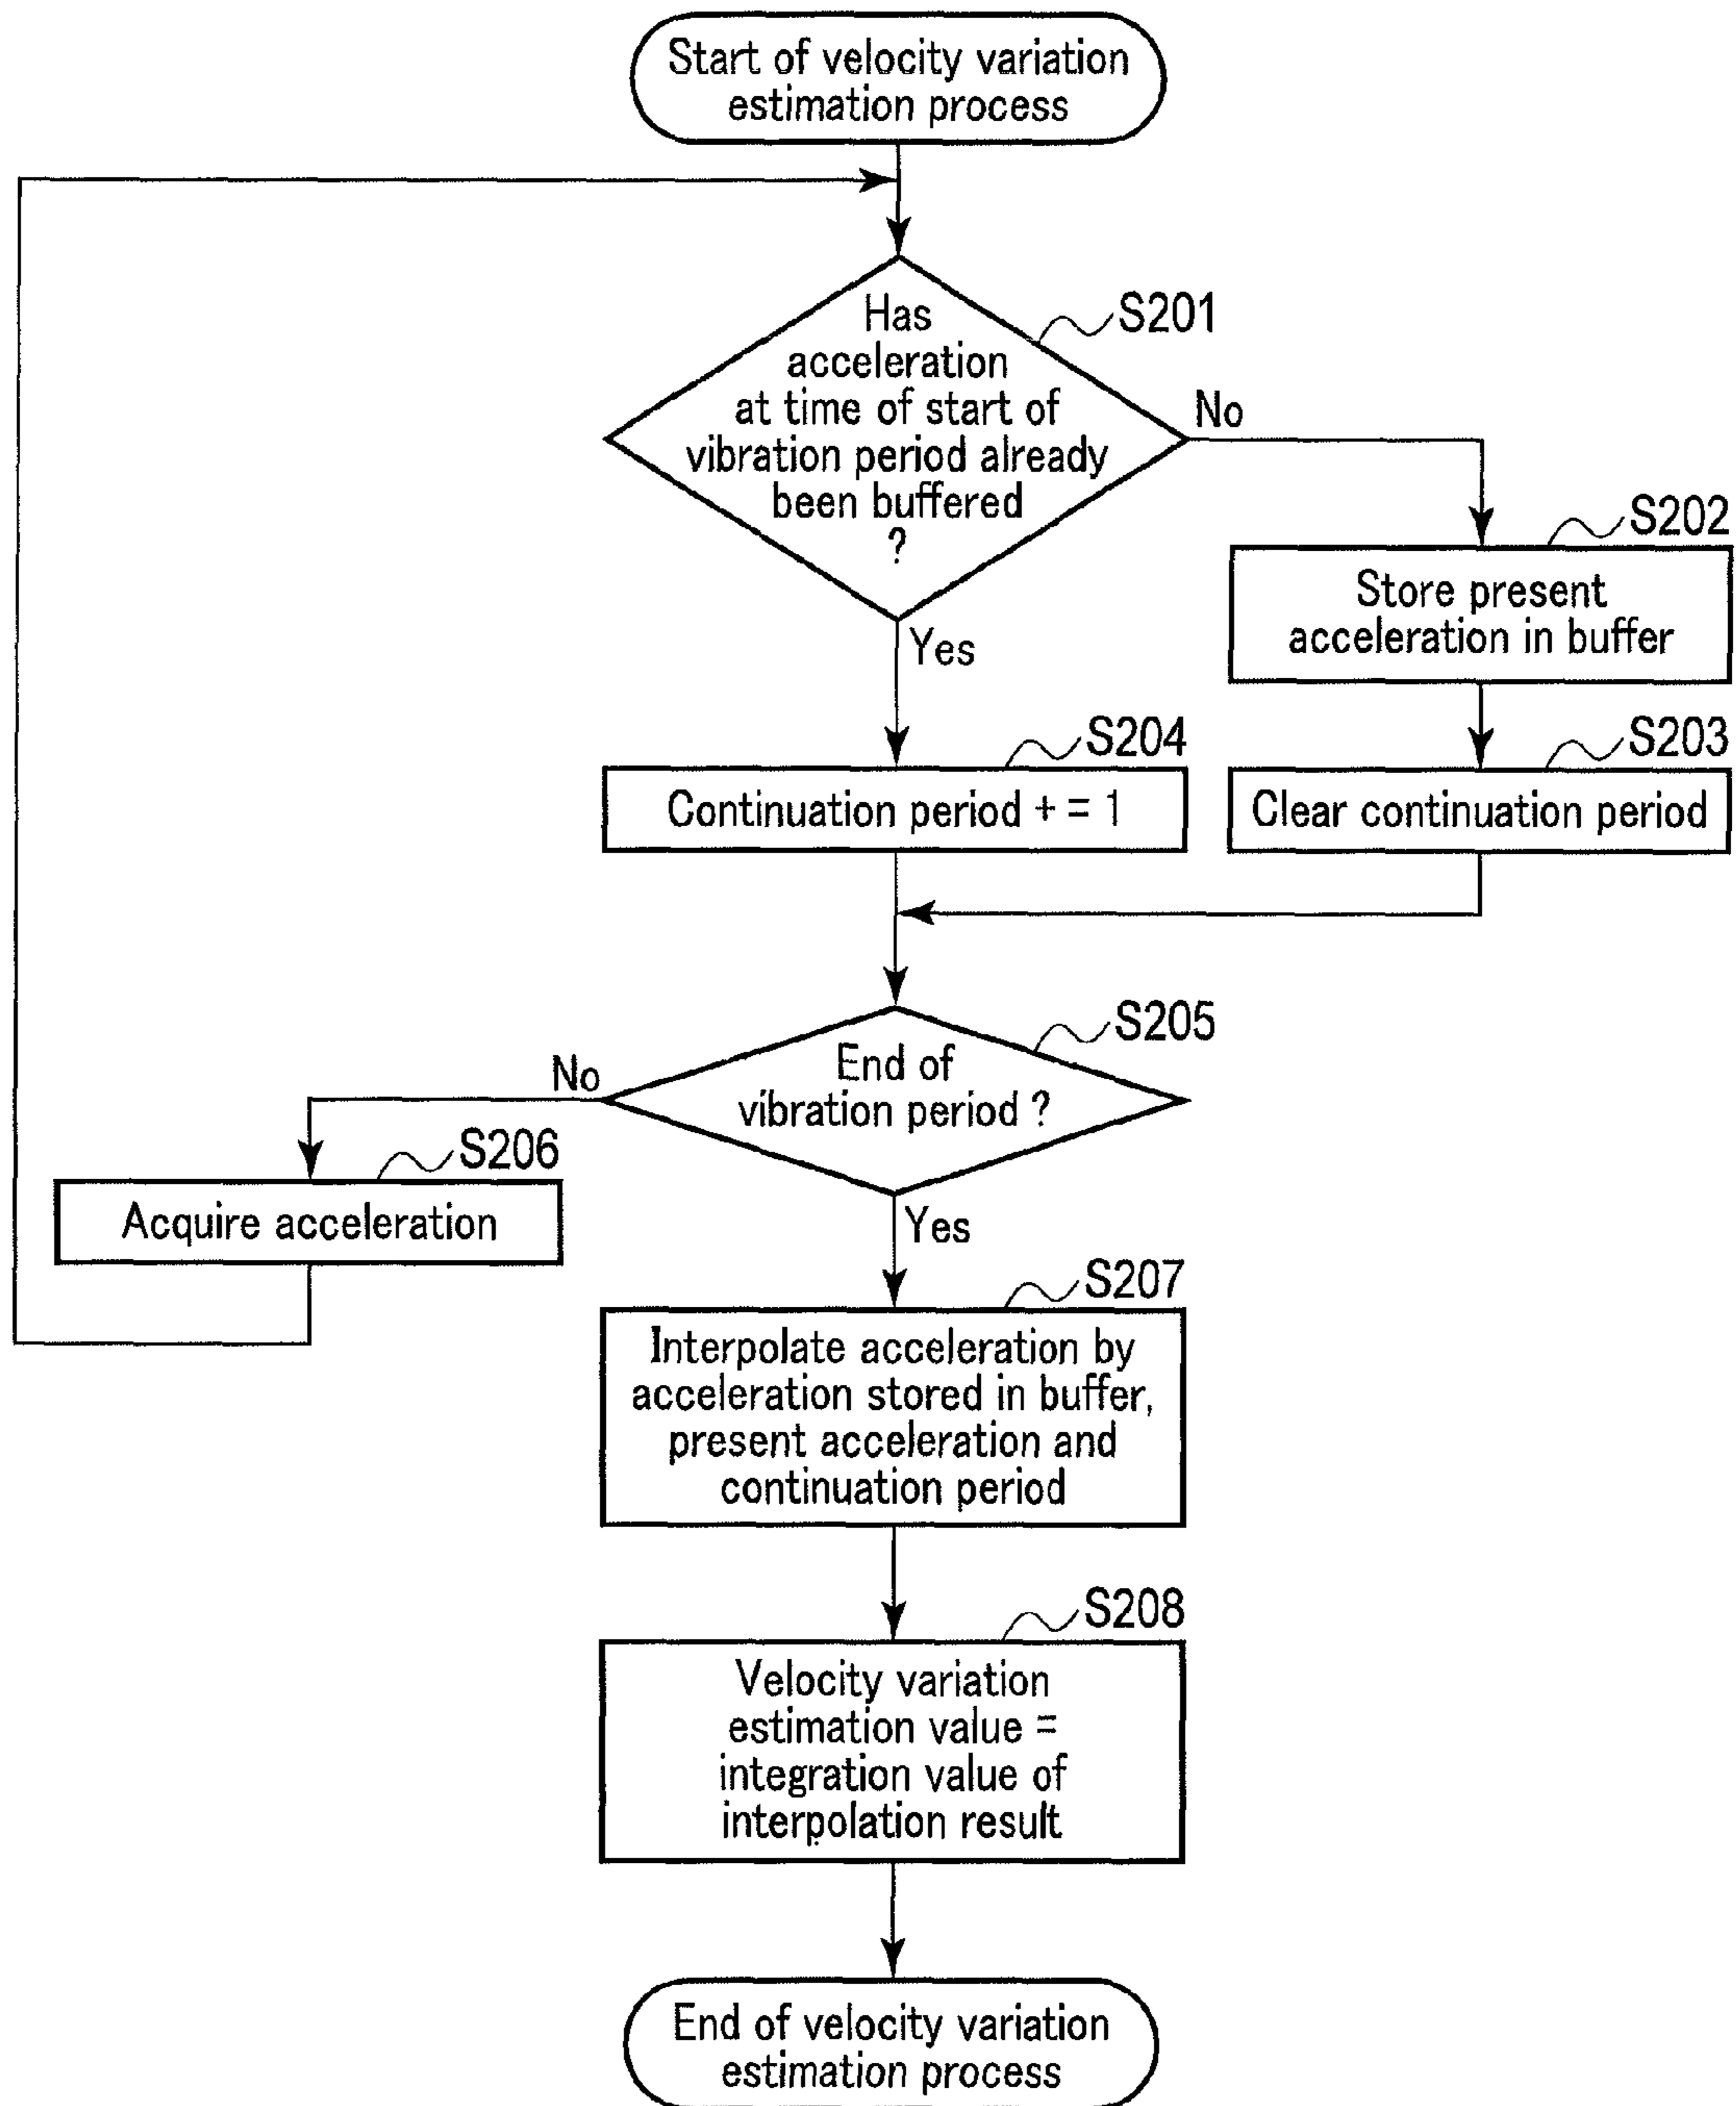 Start of velocity variation
estimation process
S201
Has
acceleration
at time of start of
vibration period already
been buffered
?
No
Yes
S202
Store present
acceleration in buffer
S203
Clear continuation period
S204
Continuation period + = 1
S205
End of
vibration period ?
No
S206
Acquire acceleration
Yes
S207
Interpolate acceleration by
acceleration stored in buffer,
present acceleration and
continuation period
S208
Velocity variation
estimation value =
integration value of
interpolation result
End of velocity variation
estimation process